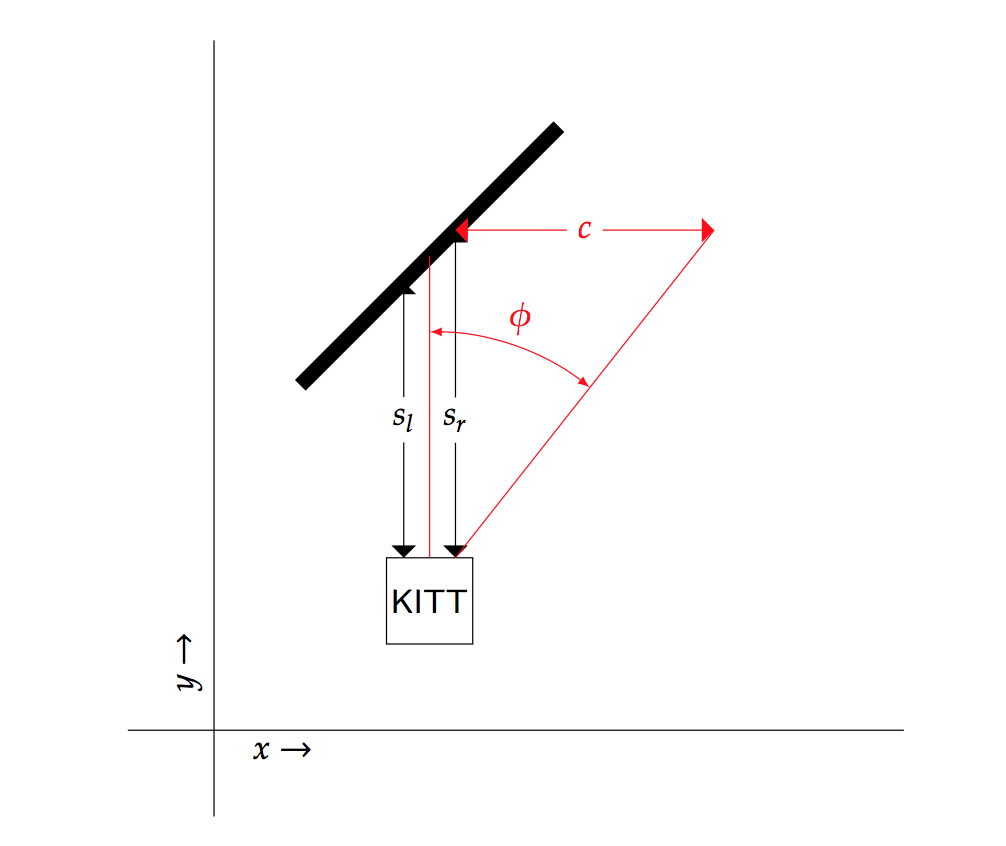 c
ϕ
s_l s_r
KITT
y →
x →